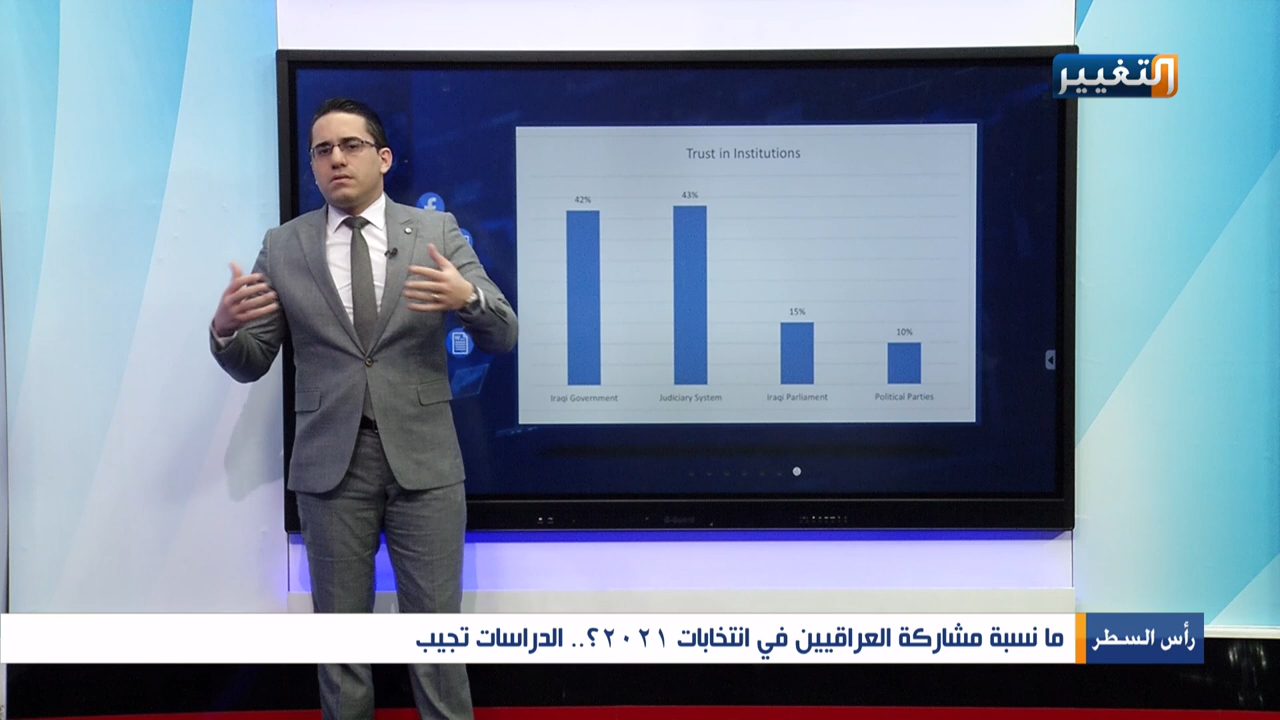 التغيير
Trust in Institutions
42%
43%
15%
10%
Iraqi Government
Judiciary System
Iraqi Parliament
Political Parties
رأس السطر
ما نسبة مشاركة العراقيين في انتخابات ٢٠٢١؟.. الدراسات تجيب